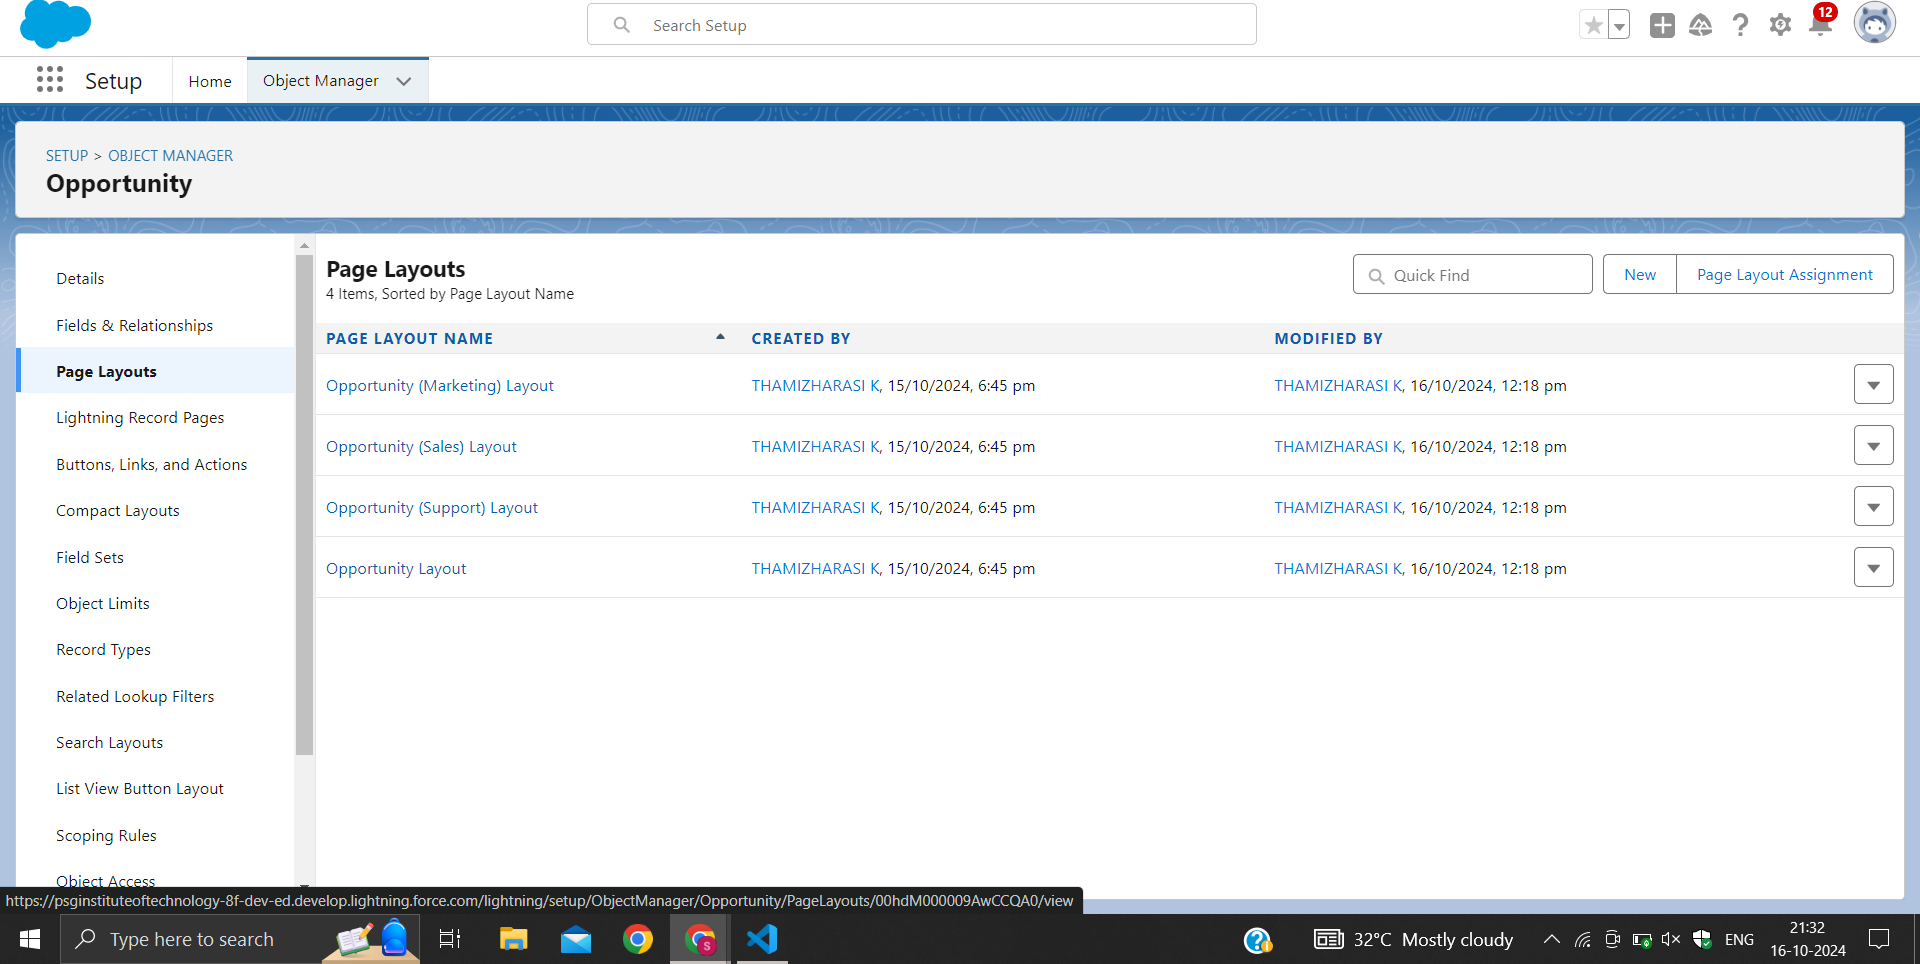 Search Setup
12
Setup
Home
Object Manager
SETUP > OBJECT MANAGER
Opportunity
Details
Fields & Relationships
Page Layouts
Lightning Record Pages
Buttons, Links, and Actions
Compact Layouts
Field Sets
Object Limits
Record Types
Related Lookup Filters
Search Layouts
List View Button Layout
Scoping Rules
Object Access
Page Layouts
4 Items, Sorted by Page Layout Name
Quick Find
New
Page Layout Assignment
PAGE LAYOUT NAME CREATED BY MODIFIED BY
Opportunity (Marketing) Layout THAMIZHARASI K, 15/10/2024, 6:45 pm THAMIZHARASI K, 16/10/2024, 12:18 pm
Opportunity (Sales) Layout THAMIZHARASI K, 15/10/2024, 6:45 pm THAMIZHARASI K, 16/10/2024, 12:18 pm
Opportunity (Support) Layout THAMIZHARASI K, 15/10/2024, 6:45 pm THAMIZHARASI K, 16/10/2024, 12:18 pm
Opportunity Layout THAMIZHARASI K, 15/10/2024, 6:45 pm THAMIZHARASI K, 16/10/2024, 12:18 pm
https://psginstituteoftechnology-8f-dev-ed.develop.lightning.force.com/lightning/setup/ObjectManager/Opportunity/PageLayouts/00hdM000009AwCCQA0/view
Type here to search
S
32°C Mostly cloudy
ENG
21:32
16-10-2024